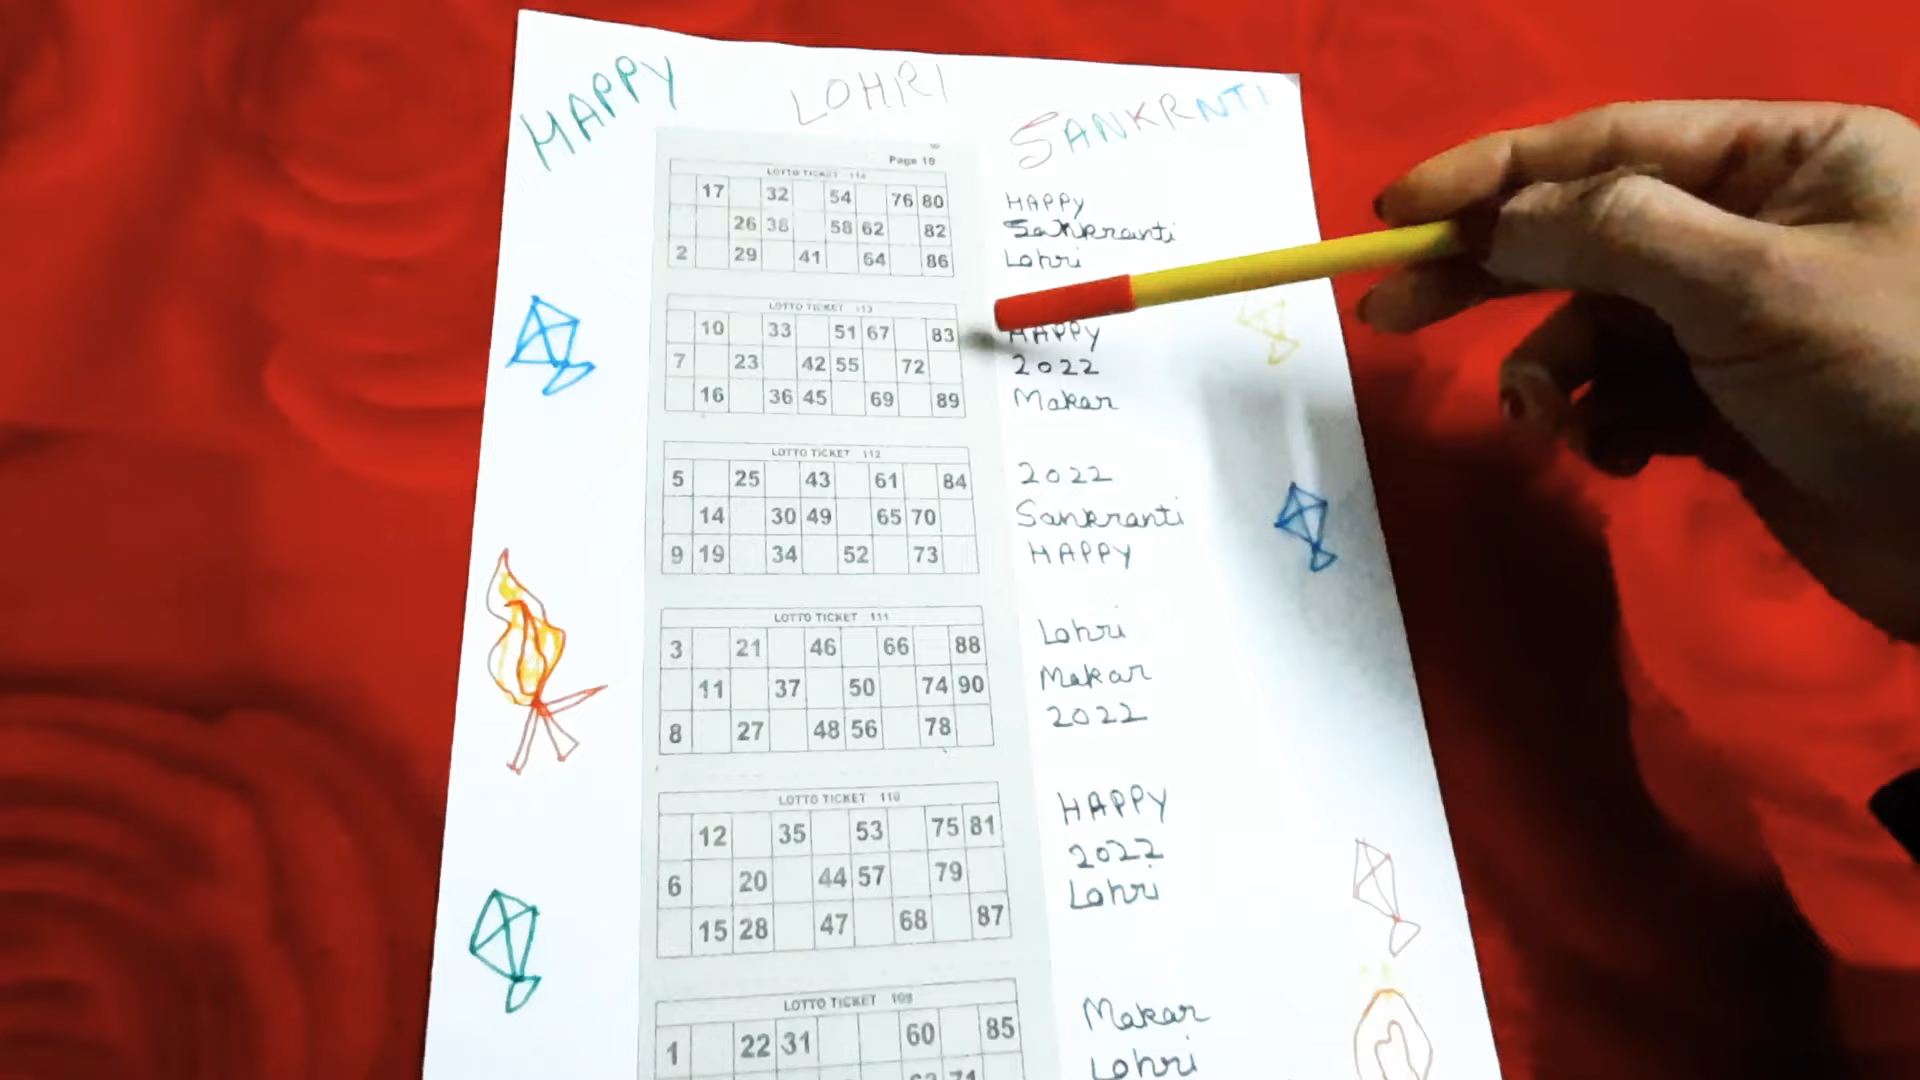 HAPPY LOHRI SANKRNTI
Page 19
LOTTO TICKET 114
17 32 54 76 80 HAPPY
26 38 58 62 82 Sankranti
2 29 41 64 86 Lohri
LOTTO TICKET 113
10 33 51 67 83 HAPPY
7 23 42 55 72 2022
16 36 45 69 89 Makar
LOTTO TICKET 112
5 25 43 61 84 2022
14 30 49 65 70 Sankranti
9 19 34 52 73 HAPPY
LOTTO TICKET 111
3 21 46 66 88 Lohri
11 37 50 74 90 Makar
8 27 48 56 78 2022
LOTTO TICKET 110
12 35 53 75 81 HAPPY
6 20 44 57 79 2022
15 28 47 68 87 Lohri
LOTTO TICKET 109
1 22 31 60 85 Makar
Lohri